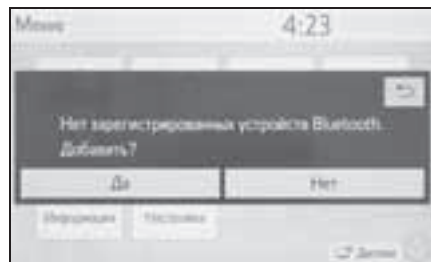 Меню 4:23
Нет зарегистрированных устройств Bluetooth.
Добавить?
Да Нет
Информация Настройка